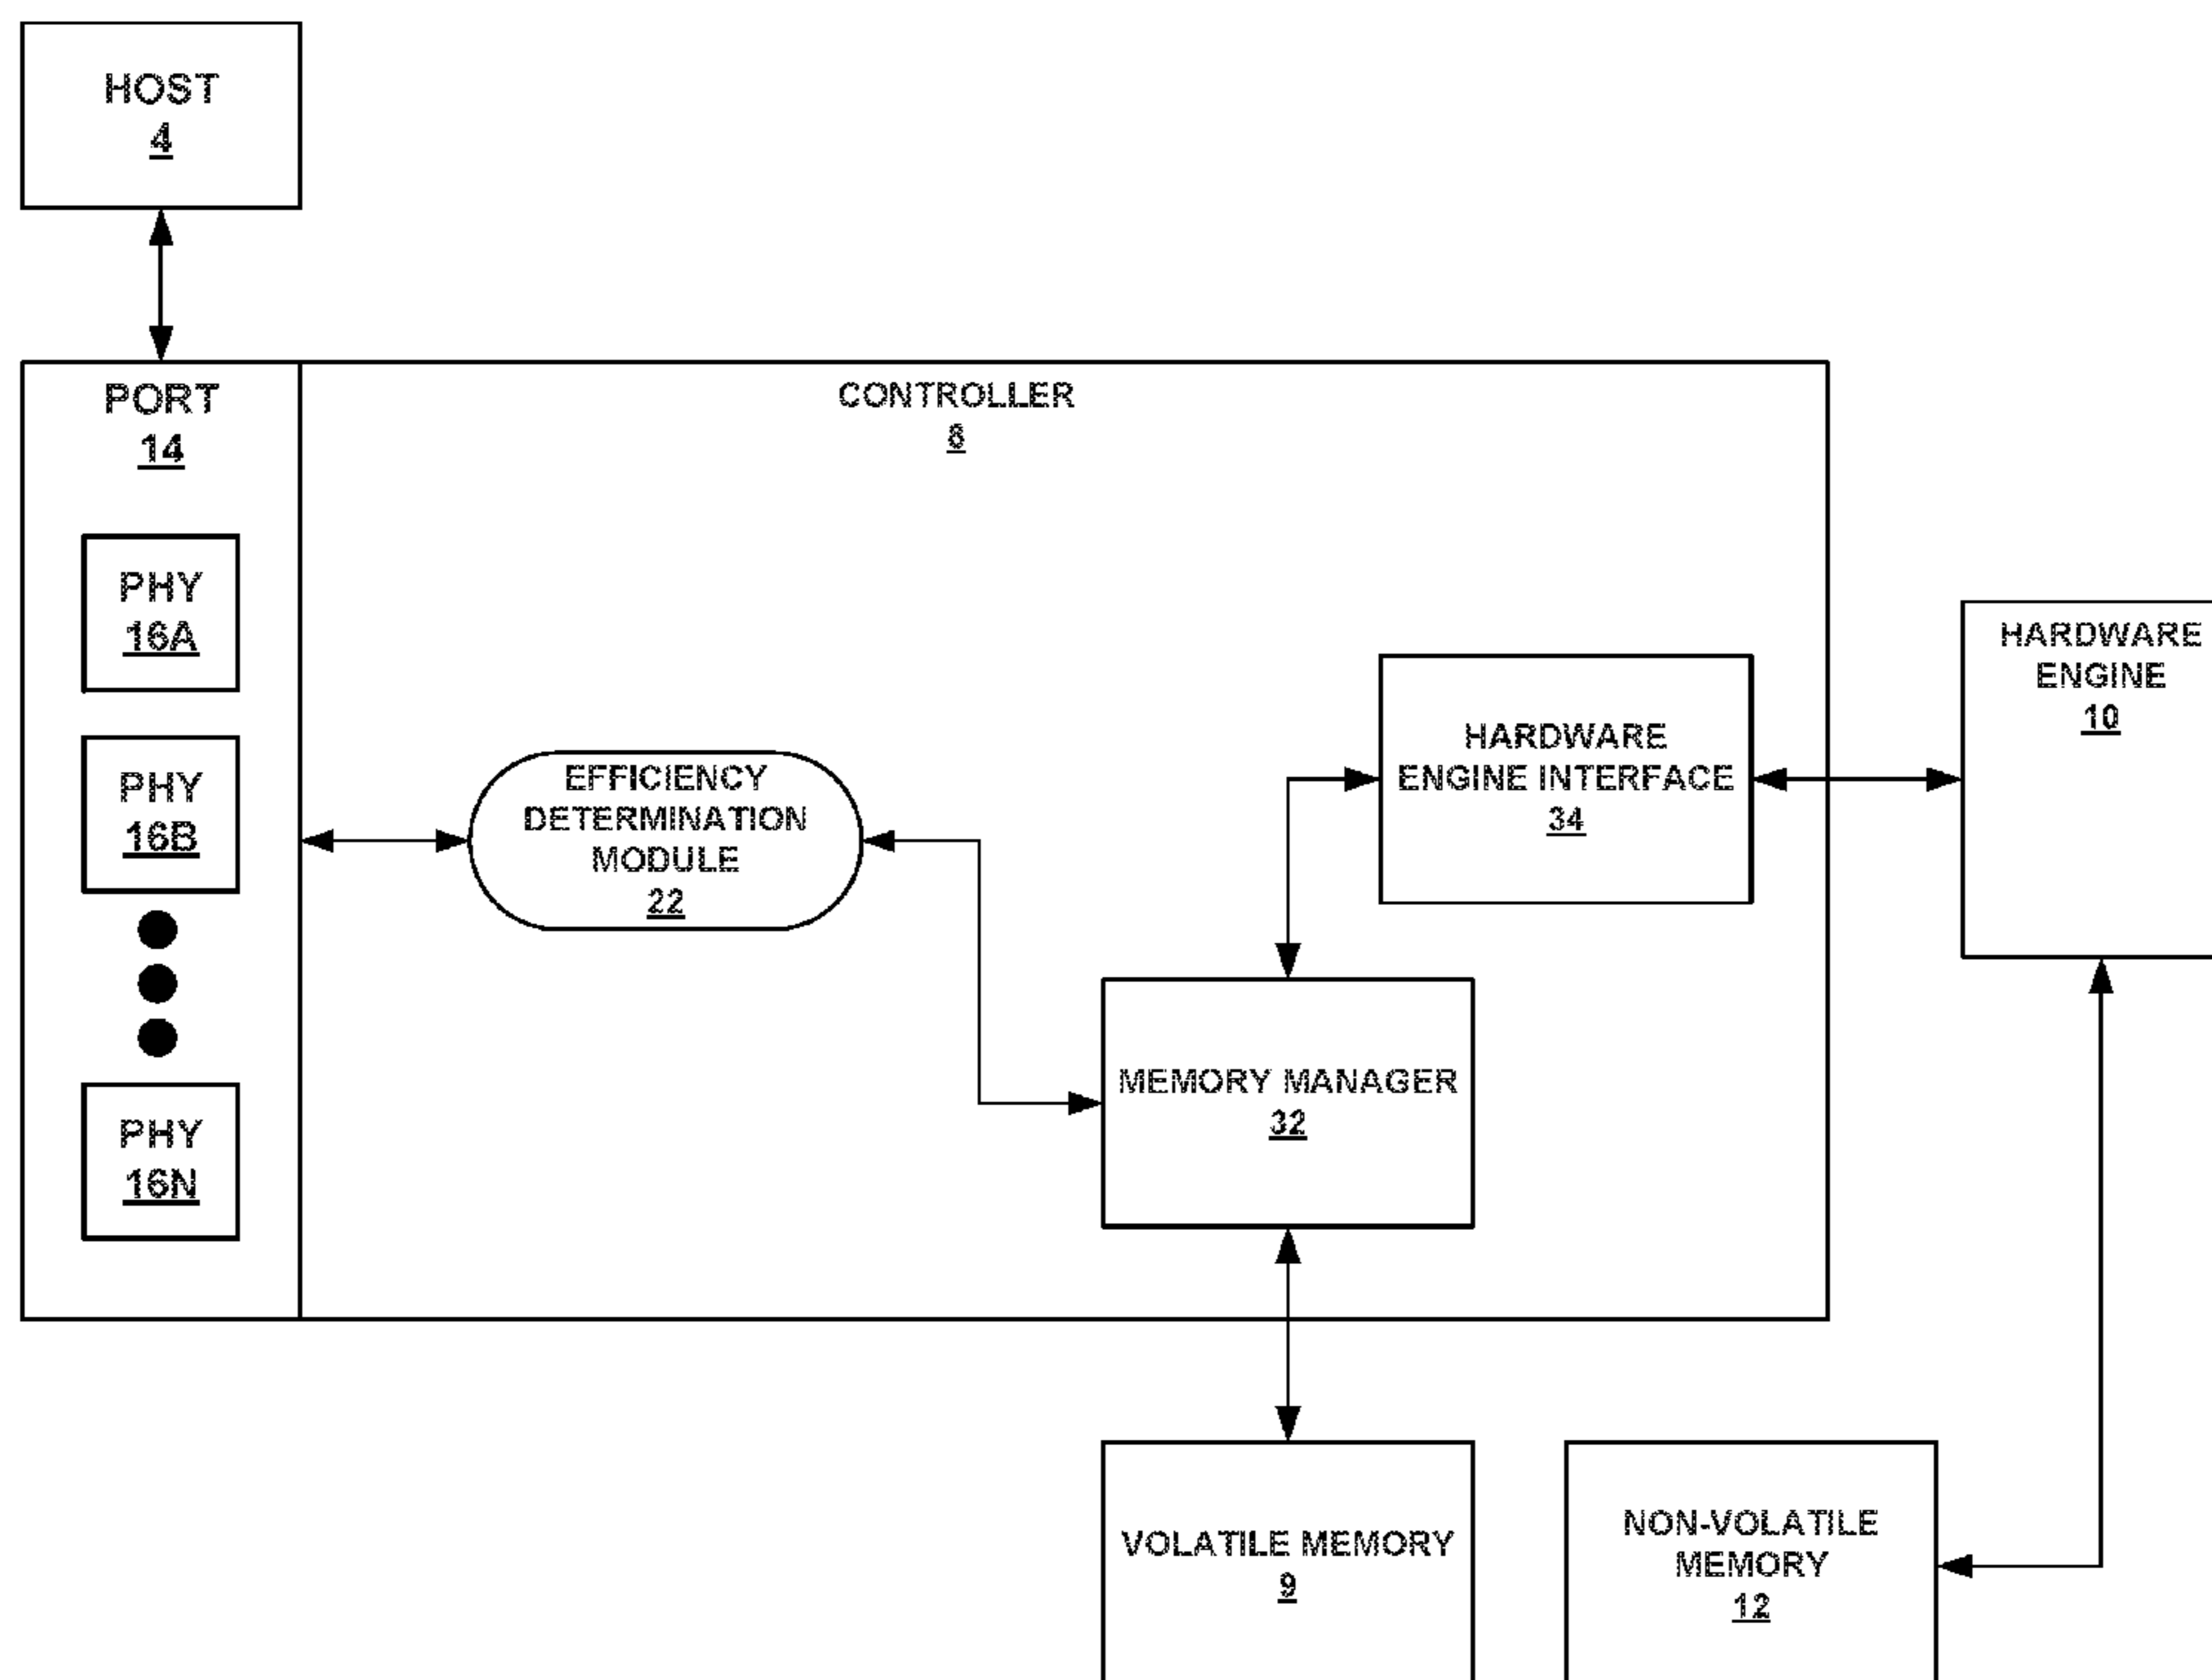 HOST
4
PORT
14
CONTROLLER
8
PHY
16A
PHY
16B
PHY
16N
EFFICIENCY
DETERMINATION
MODULE
22
HARDWARE
ENGINE INTERFACE
34
HARDWARE
ENGINE
10
MEMORY MANAGER
32
VOLATILE MEMORY
9
NON-VOLATILE
MEMORY
12